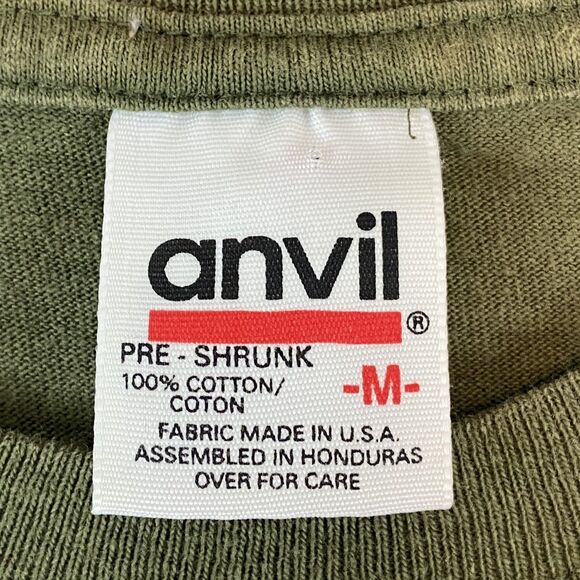 anvil
®
PRE - SHRUNK
100% COTTON/
COTON
-M-
FABRIC MADE IN U.S.A.
ASSEMBLED IN HONDURAS
OVER FOR CARE